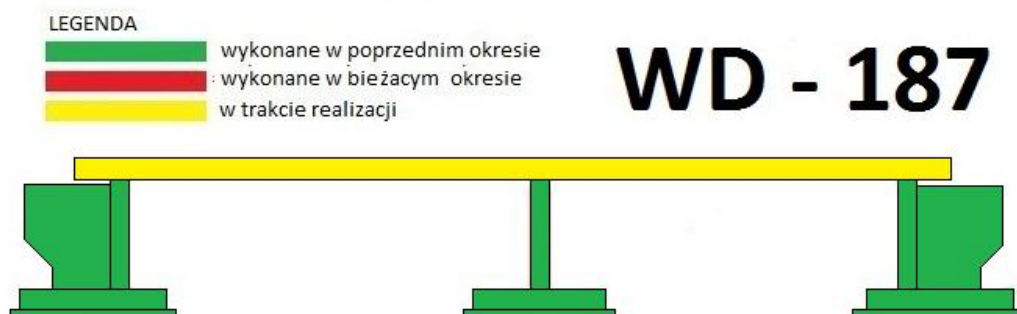 LEGENDA
wykonane w poprzednim okresie
wykonane w bieżacym okresie
w trakcie realizacji
WD - 187